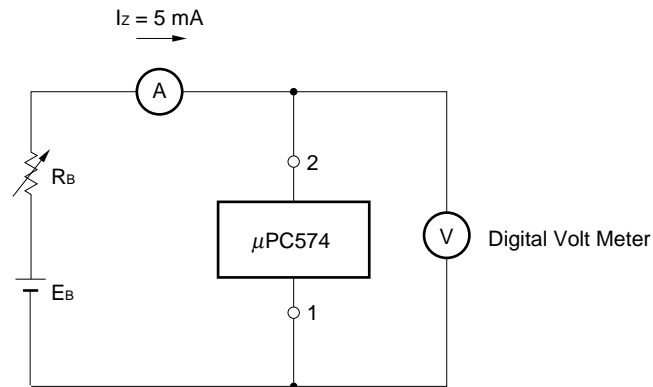 IZ = 5 mA
A
2
RB
µPC574
V
Digital Volt Meter
EB
1